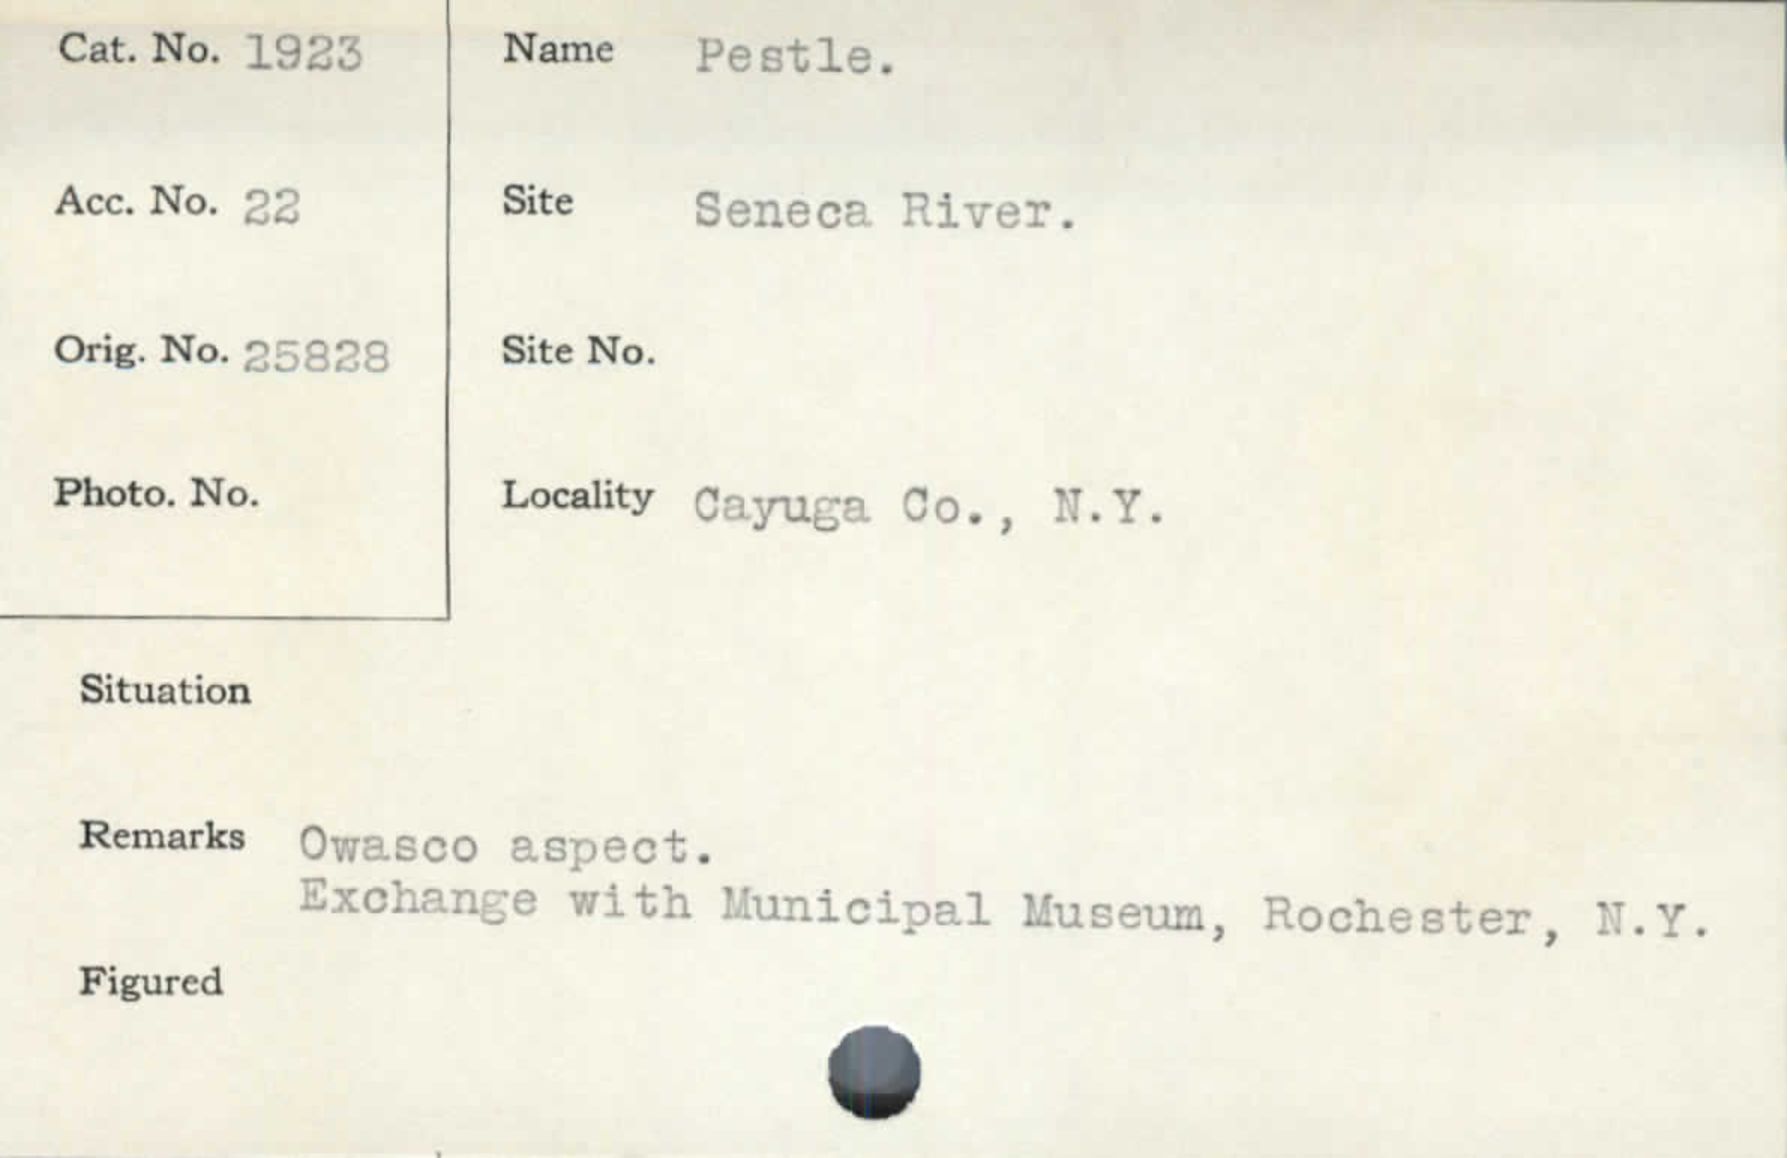 Cat. No. 1923
Name Pestle.
Acc. No. 22
Site Seneca River.
Orig. No. 25828
Site No.
Photo. No.
Locality Cayuga Co., N.Y.
Situation
Remarks Owasco aspect.
Exchange with Municipal Museum, Rochester, N.Y.
Figured